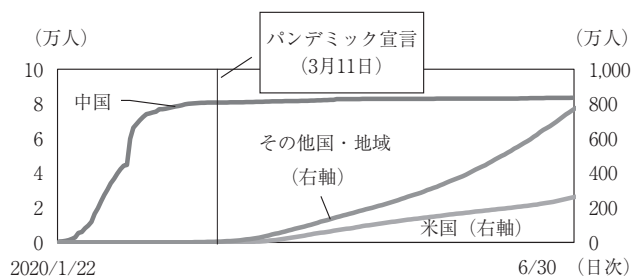 （万人）
（万人）
パンデミック宣言
（3月11日）
10
8
6
4
2
0
1,000
800
600
400
200
0
中国
その他国・地域
（右軸）
米国（右軸）
2020/1/22
6/30
（日次）